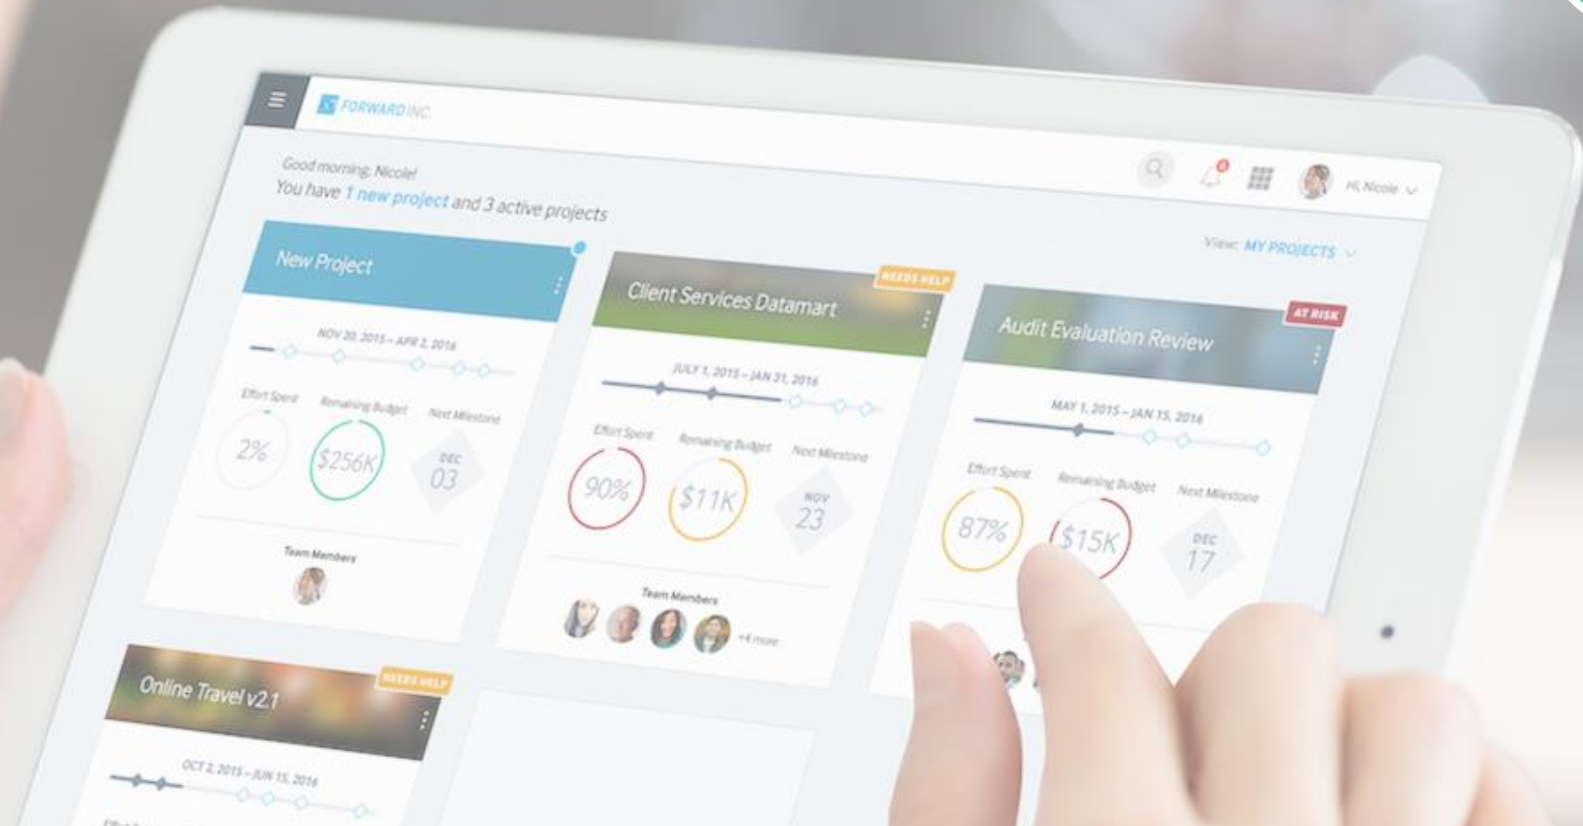 FORWARD INC.
6
Hi, Nicole
Good morning, Nicole!
You have 1 new project and 3 active projects
View: MY PROJECTS
New Project
NOV 20, 2015 – APR 2, 2016
Effort Spent Remaining Budget Next Milestone
2% $256K DEC 03
Team Members
NEEDS HELP
Client Services Datamart
JULY 1, 2015 – JAN 31, 2016
Effort Spent Remaining Budget Next Milestone
90% $11K NOV 23
Team Members
+4 more
AT RISK
Audit Evaluation Review
MAY 1, 2015 – JAN 15, 2016
Effort Spent Remaining Budget Next Milestone
87% $15K DEC 17
NEEDS HELP
Online Travel v2.1
OCT 2, 2015 – JUN 15, 2016